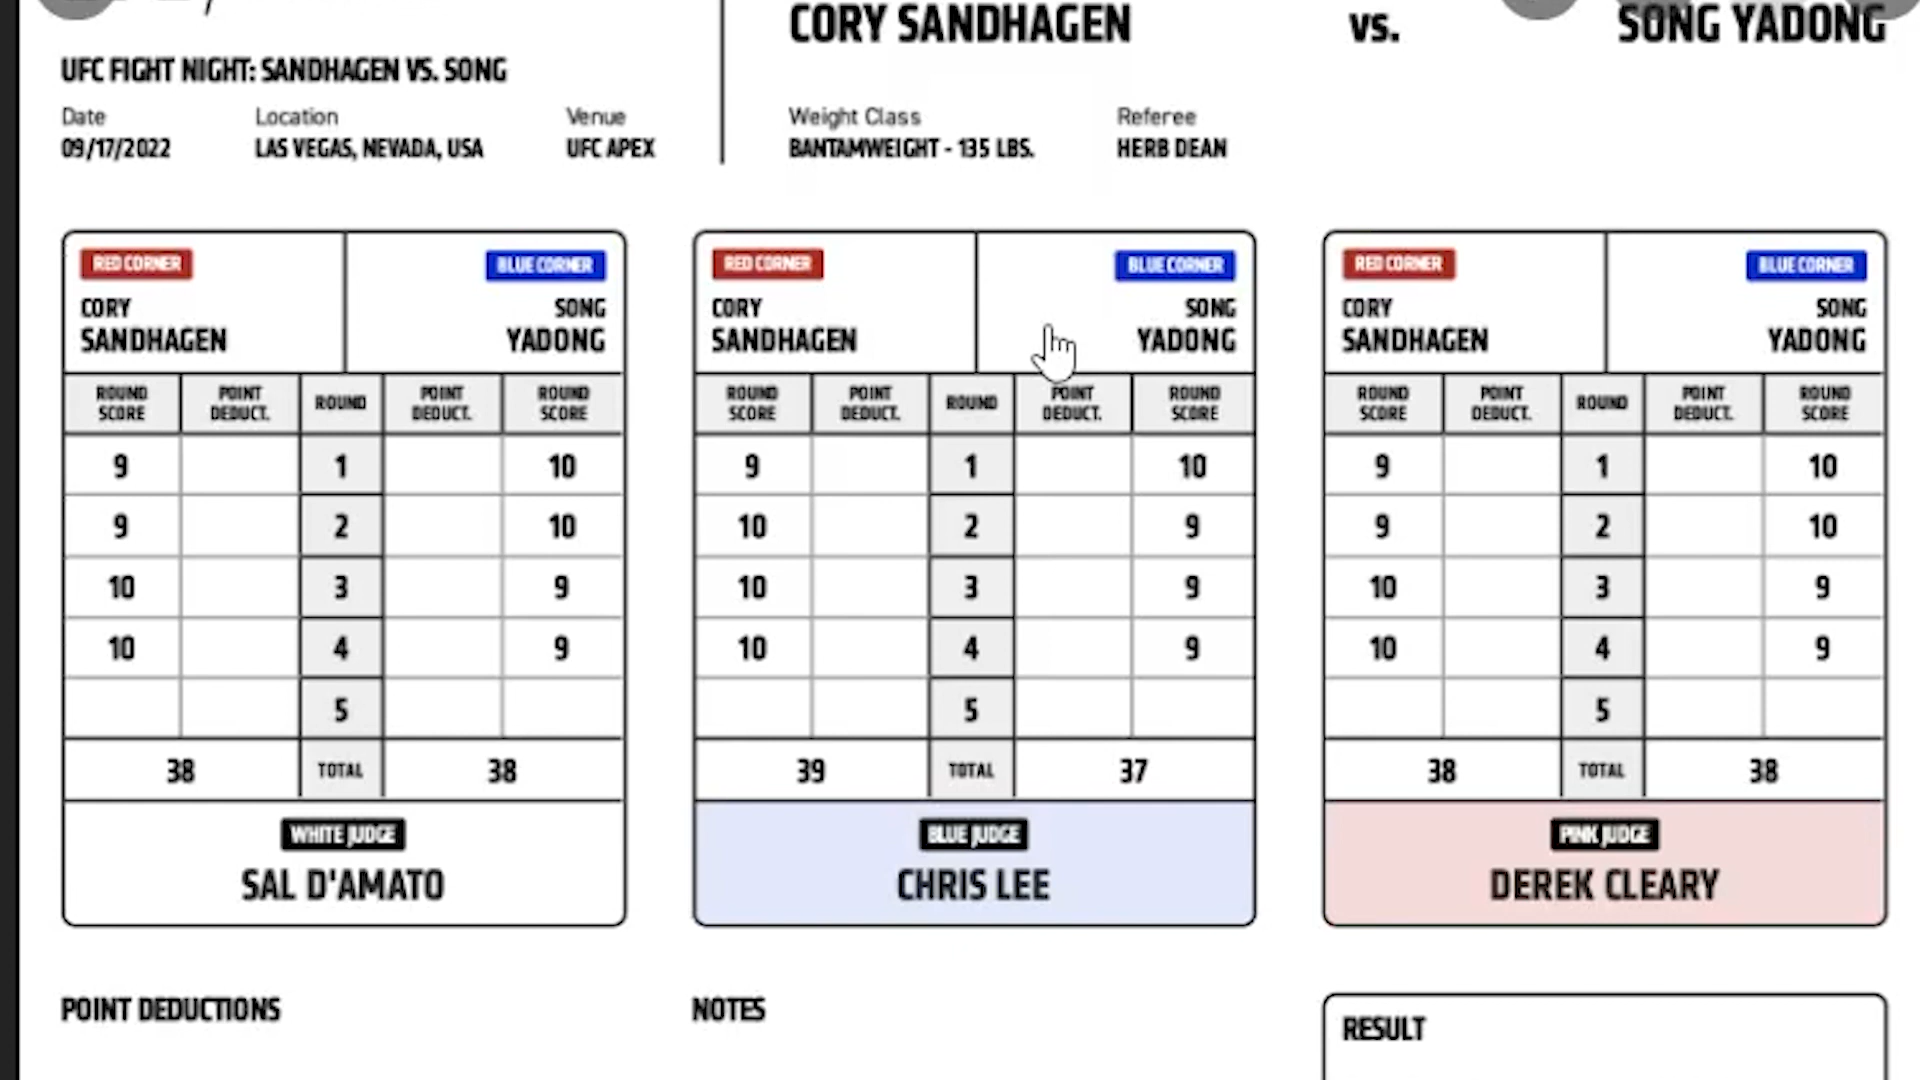 CORY SANDHAGEN vs. SONG YADONG
UFC FIGHT NIGHT: SANDHAGEN VS. SONG
Date Location Venue Weight Class Referee
09/17/2022 LAS VEGAS, NEVADA, USA UFC APEX BANTAMWEIGHT - 135 LBS. HERB DEAN
RED CORNER BLUE CORNER
CORY SONG
SANDHAGEN YADONG
ROUND POINT ROUND POINT ROUND
SCORE DEDUCT. DEDUCT. SCORE
9 1 10
9 2 10
10 3 9
10 4 9
5
38 TOTAL 38
WHITE JUDGE
SAL D'AMATO
RED CORNER BLUE CORNER
CORY SONG
SANDHAGEN YADONG
ROUND POINT ROUND POINT ROUND
SCORE DEDUCT. DEDUCT. SCORE
9 1 10
10 2 9
10 3 9
10 4 9
5
39 TOTAL 37
BLUE JUDGE
CHRIS LEE
RED CORNER BLUE CORNER
CORY SONG
SANDHAGEN YADONG
ROUND POINT ROUND POINT ROUND
SCORE DEDUCT. DEDUCT. SCORE
9 1 10
9 2 10
10 3 9
10 4 9
5
38 TOTAL 38
PINK JUDGE
DEREK CLEARY
POINT DEDUCTIONS
NOTES
RESULT